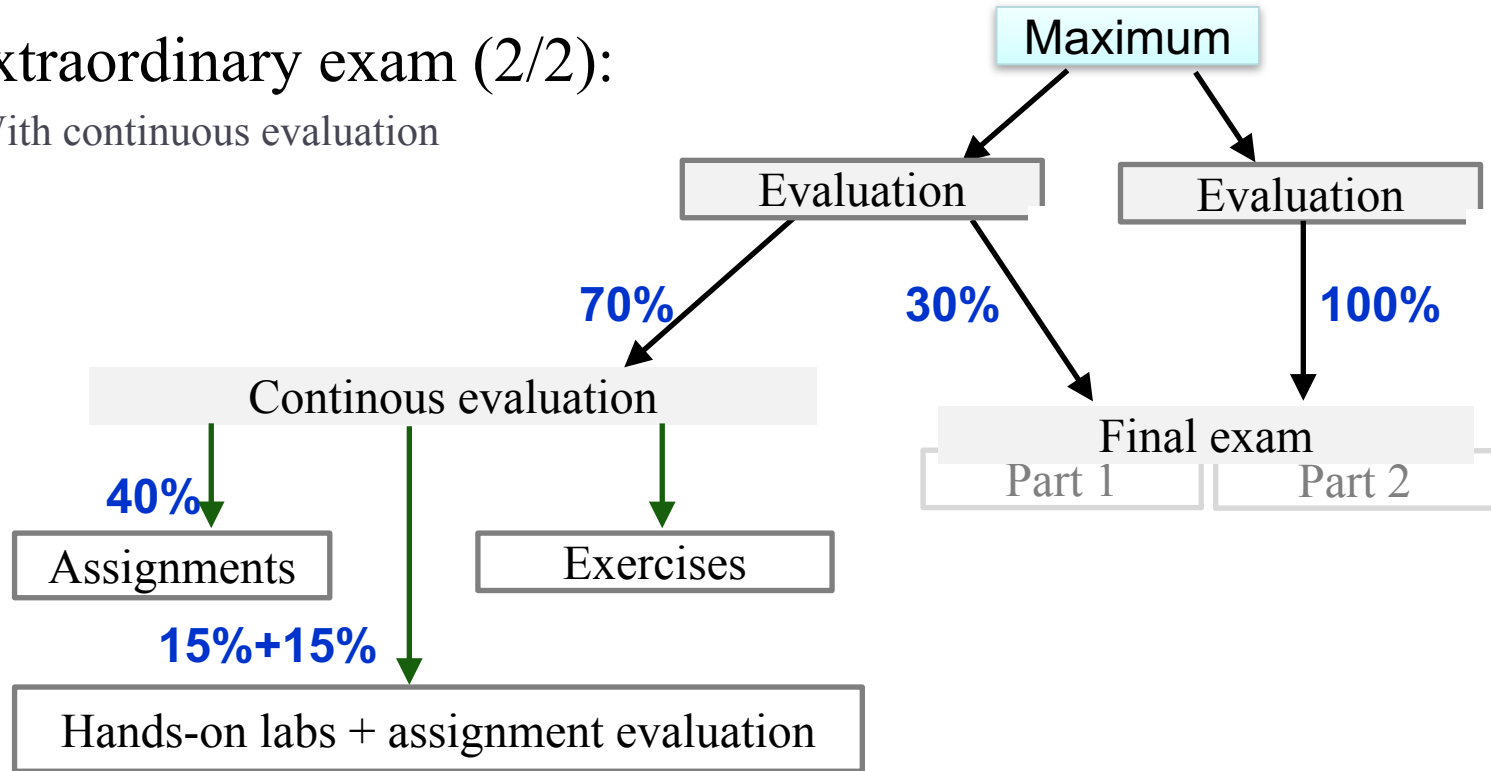 Maximum
xtraordinary exam (2/2):
With continuous evaluation
Evaluation
Evaluation
70%
30%
100%
Continous evaluation
Final exam
Part 1
Part 2
40%
Assignments
Exercises
15%+15%
Hands-on labs + assignment evaluation